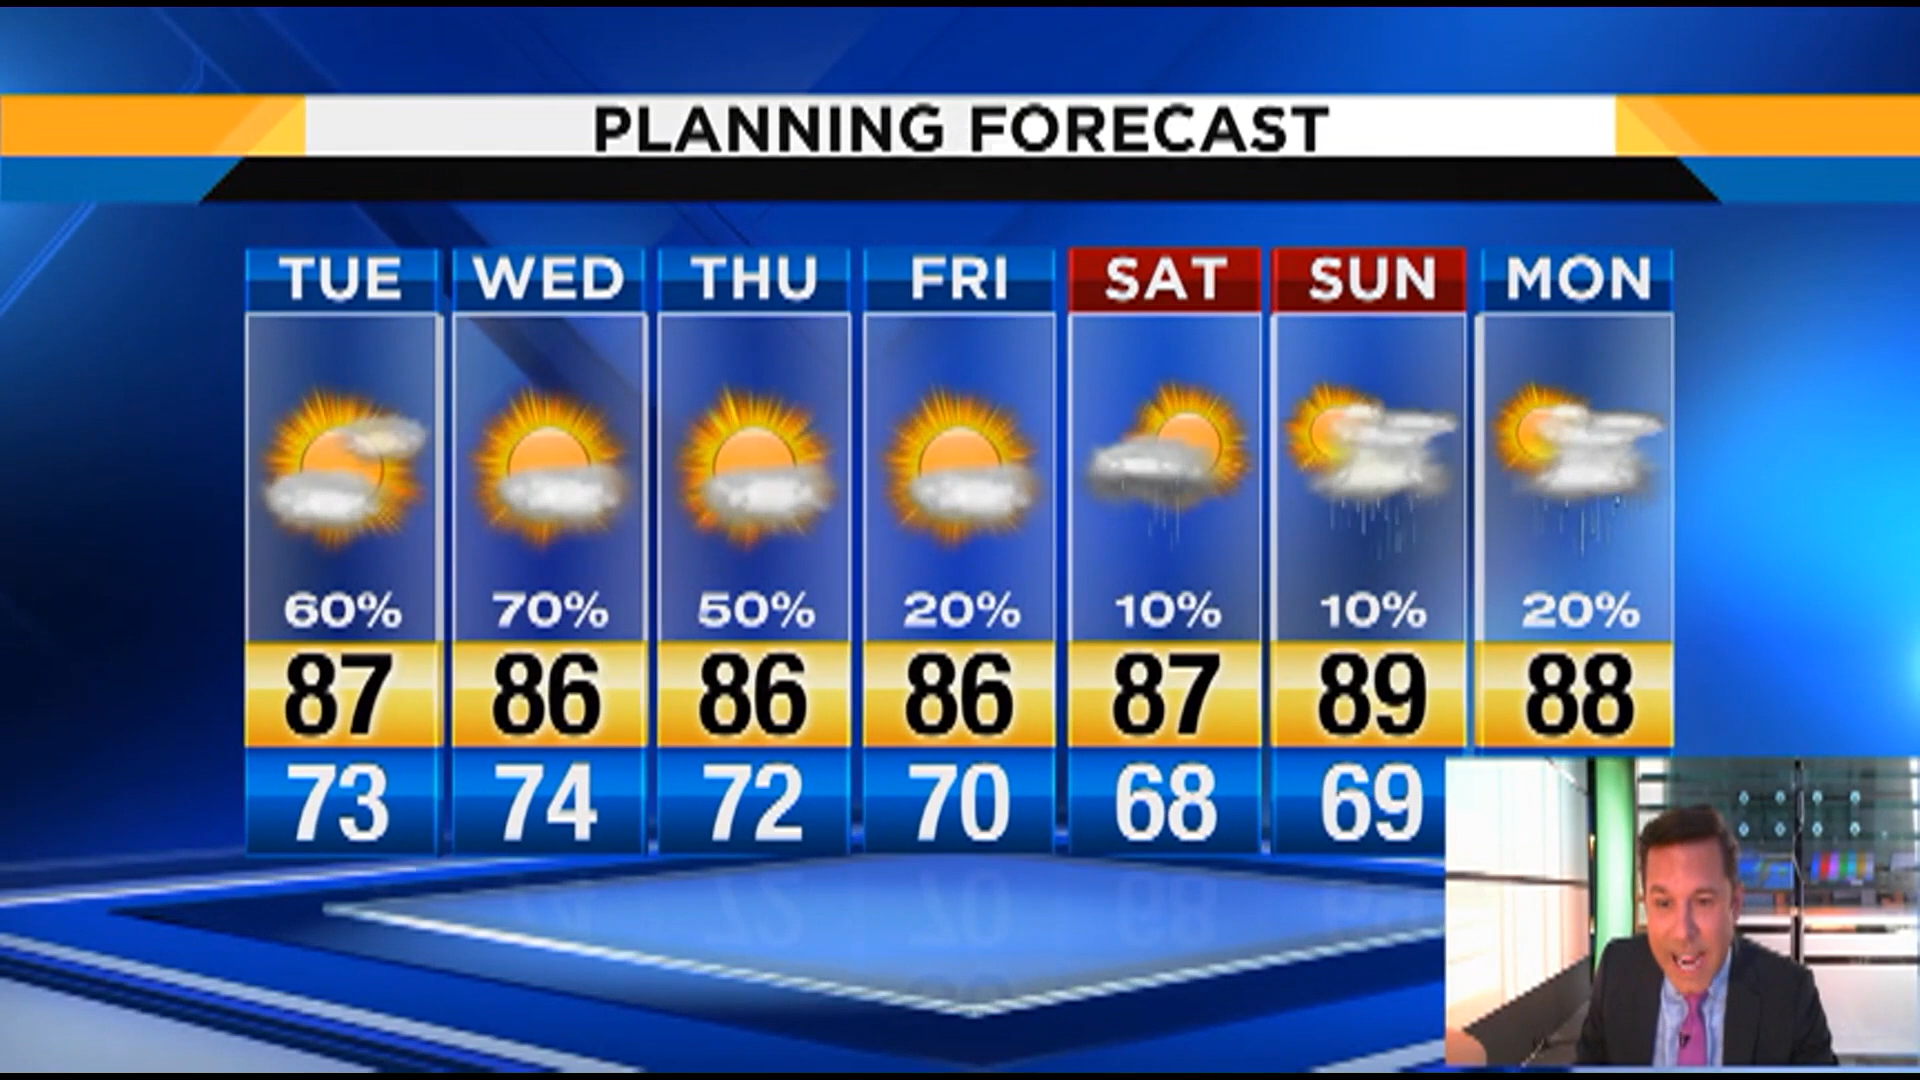 PLANNING FORECAST
TUE WED THU FRI SAT SUN MON
60% 70% 50% 20% 10% 10% 20%
87 86 86 86 87 89 88
73 74 72 70 68 69